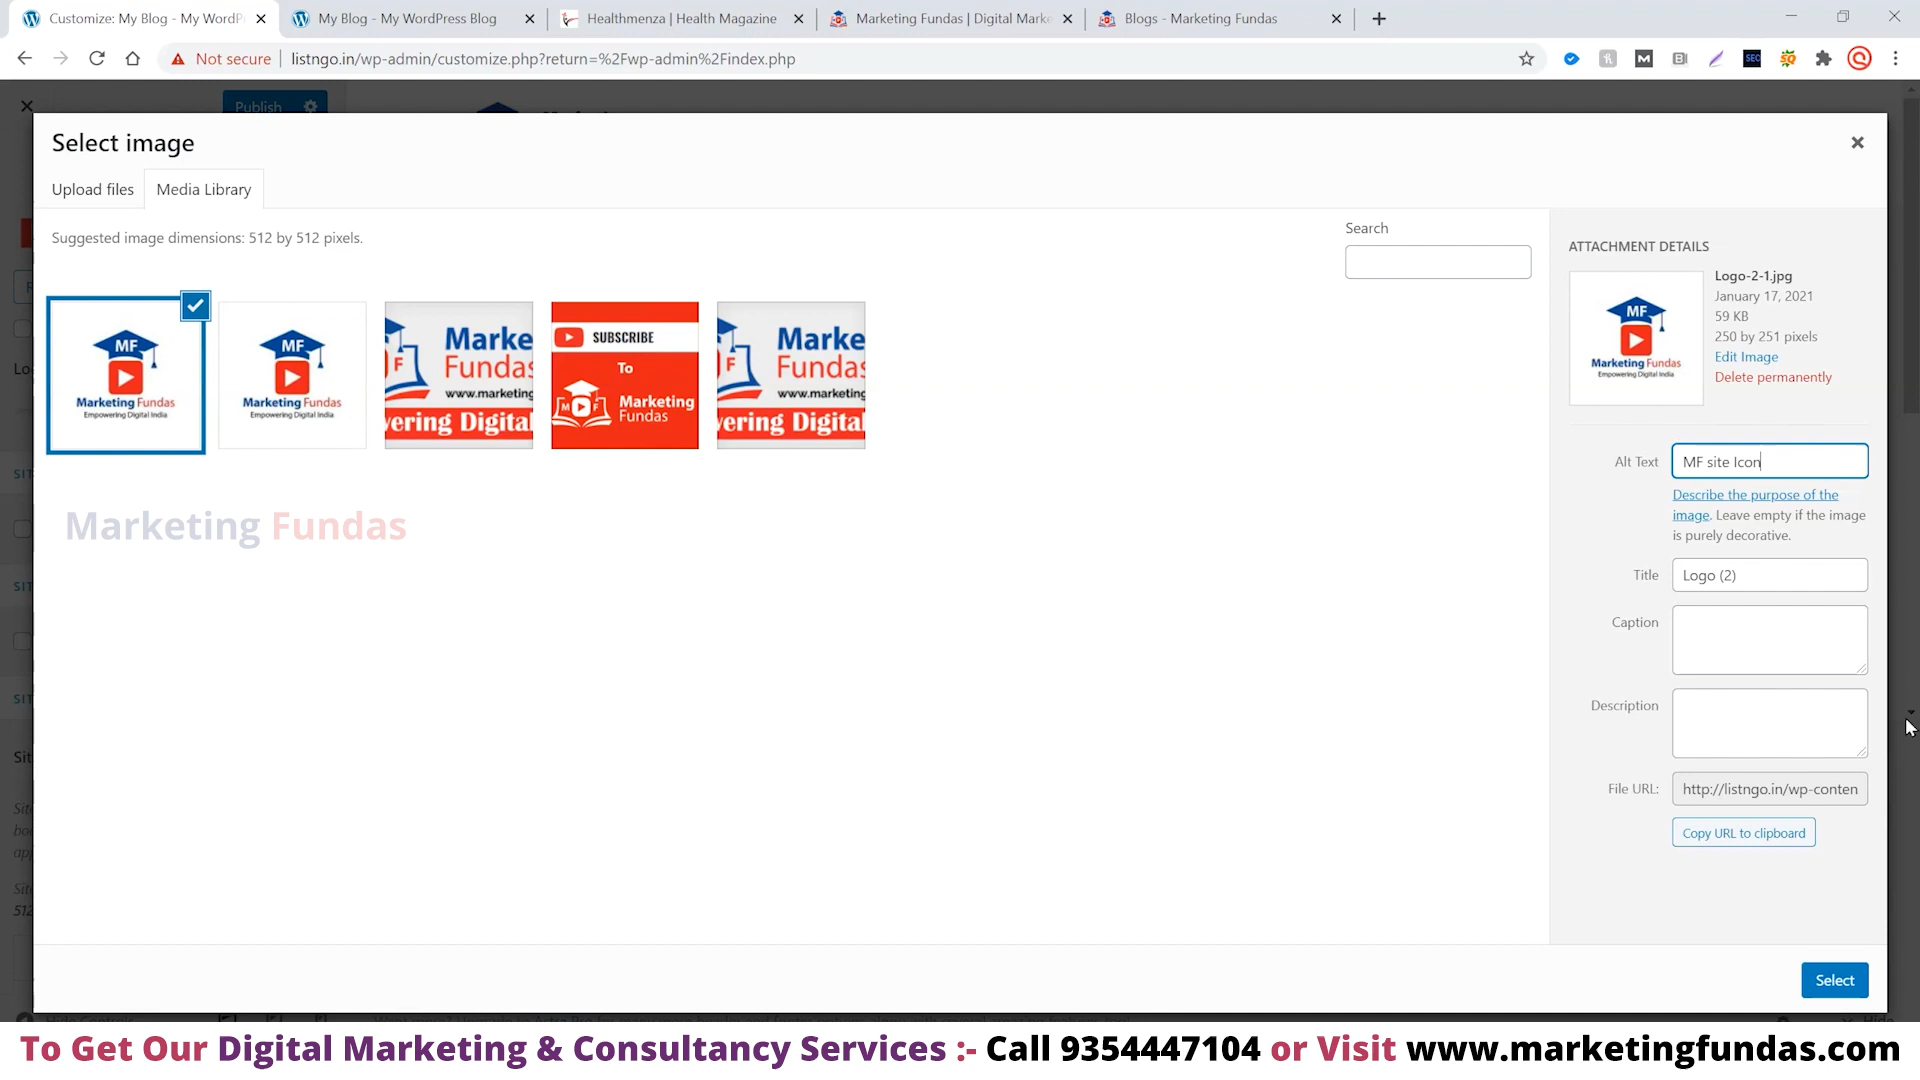 Customize: My Blog - My WordP
My Blog - My WordPress Blog
Healthmenza | Health Magazine
Marketing Fundas | Digital Marke
Blogs - Marketing Fundas
Not secure
listngo.in/wp-admin/customize.php?return=%2Fwp-admin%2Findex.php
Publish
Select image
Upload files
Media Library
Suggested image dimensions: 512 by 512 pixels.
Search
MF
Marketing Fundas
Empowering Digital India
MF
Marketing Fundas
Empowering Digital India
F
Marke
Fundas
www.marketing
vering Digital
SUBSCRIBE
To
M F
Marketing
Fundas
F
Marke
Fundas
www.marketing
vering Digital
Marketing Fundas
ATTACHMENT DETAILS
MF
Marketing Fundas
Empowering Digital India
Logo-2-1.jpg
January 17, 2021
59 KB
250 by 251 pixels
Edit Image
Delete permanently
Alt Text
MF site Icon
Describe the purpose of the
image. Leave empty if the image
is purely decorative.
Title
Logo (2)
Caption
Description
File URL:
http://listngo.in/wp-conten
Copy URL to clipboard
Select
To Get Our Digital Marketing & Consultancy Services :- Call 9354447104 or Visit www.marketingfundas.com